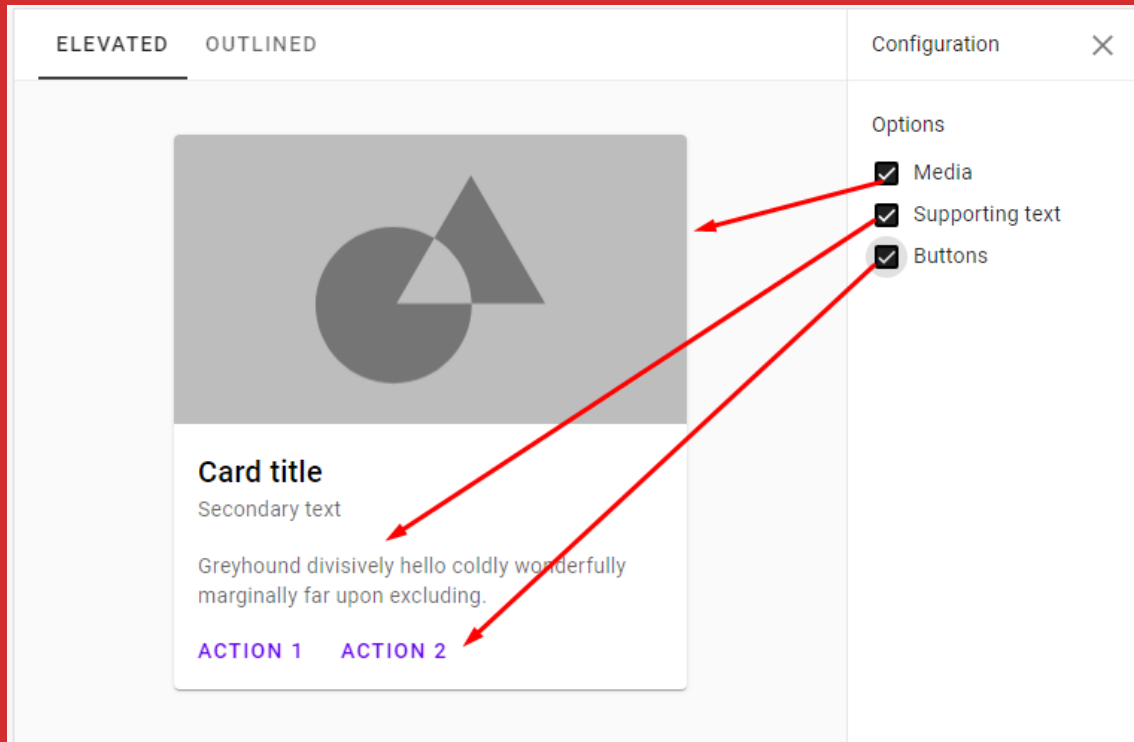 ELEVATED OUTLINED
Configuration
Options
Media
Supporting text
Buttons
Card title
Secondary text
Greyhound divisively hello coldly wonderfully
marginally far upon excluding.
ACTION 1 ACTION 2